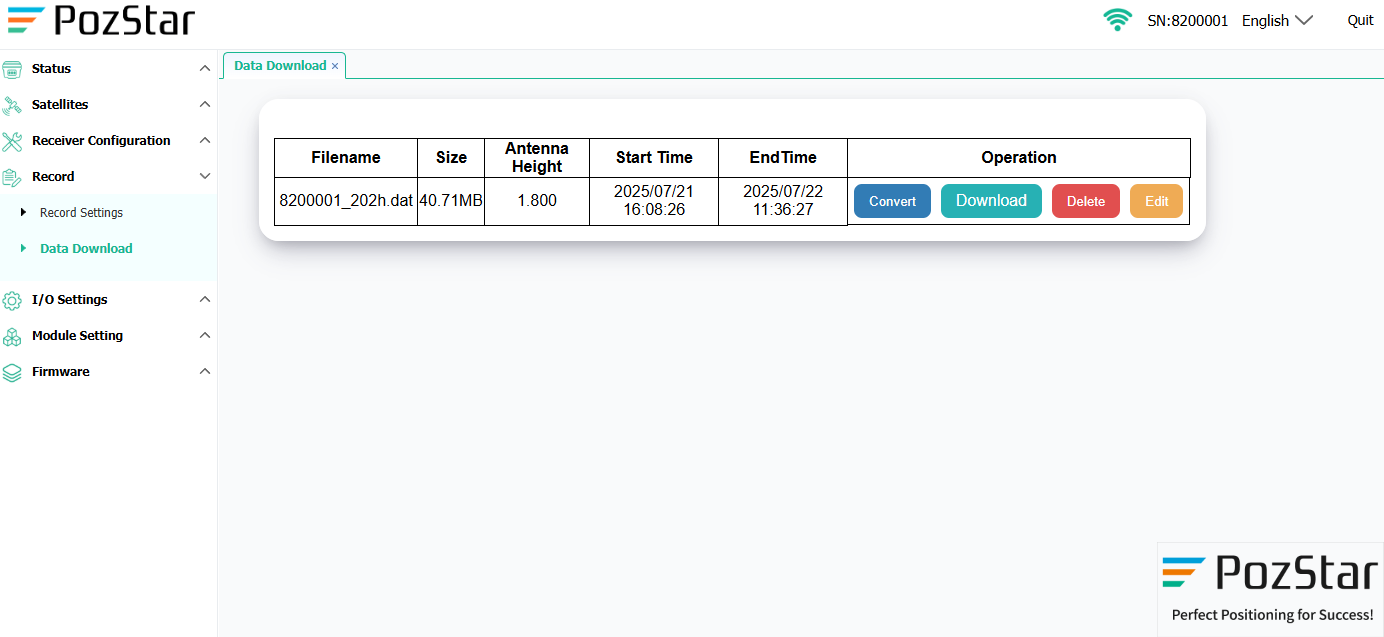 PozStar
SN:8200001 English Quit
Status
Satellites
Receiver Configuration
Record
Record Settings
Data Download
I/O Settings
Module Setting
Firmware
Data Download ×
Filename Size Antenna Height Start Time EndTime Operation
8200001_202h.dat 40.71MB 1.800 2025/07/21 16:08:26 2025/07/22 11:36:27 Convert Download Delete Edit
PozStar
Perfect Positioning for Success!